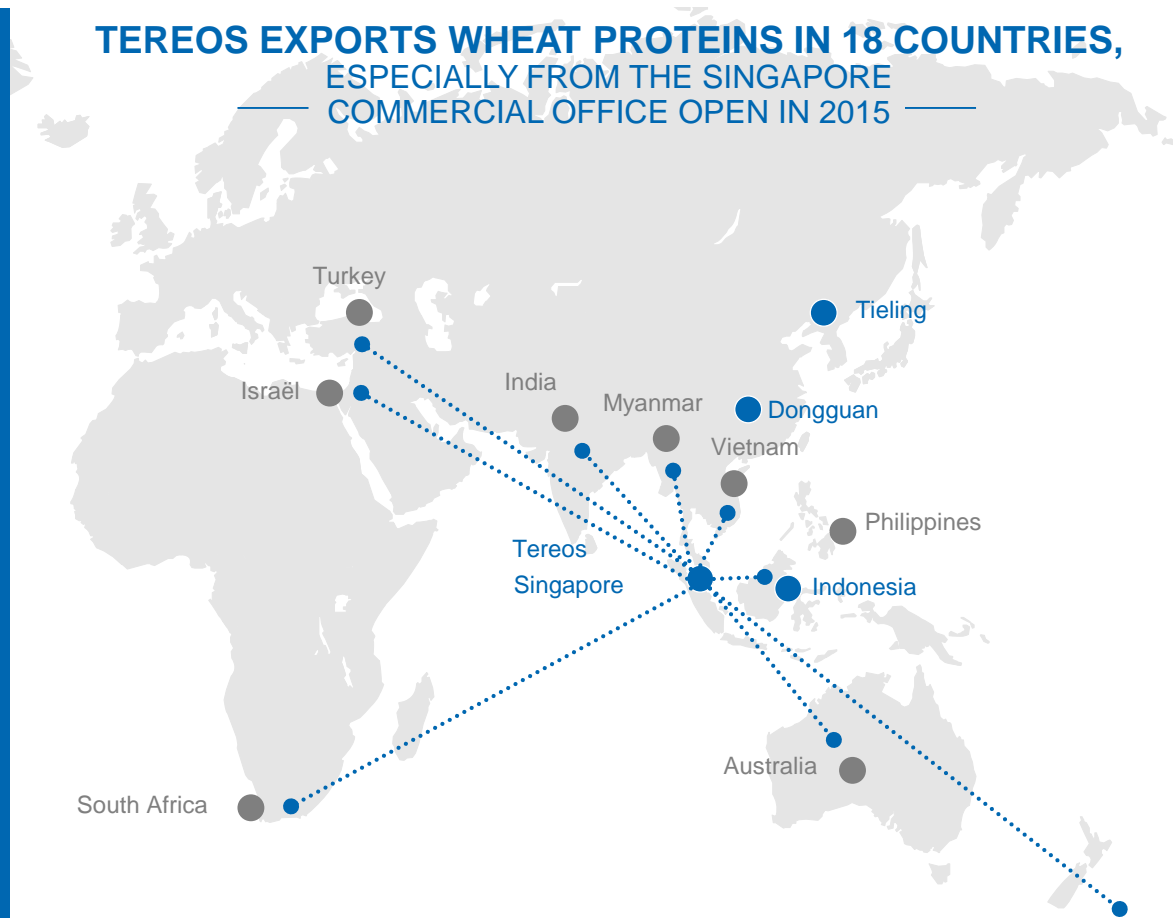 TEREOS EXPORTS WHEAT PROTEINS IN 18 COUNTRIES,
ESPECIALLY FROM THE SINGAPORE
COMMERCIAL OFFICE OPEN IN 2015
Turkey
Tieling
Israël
India
Myanmar
Dongguan
Vietnam
Philippines
Tereos
Singapore
Indonesia
Australia
South Africa